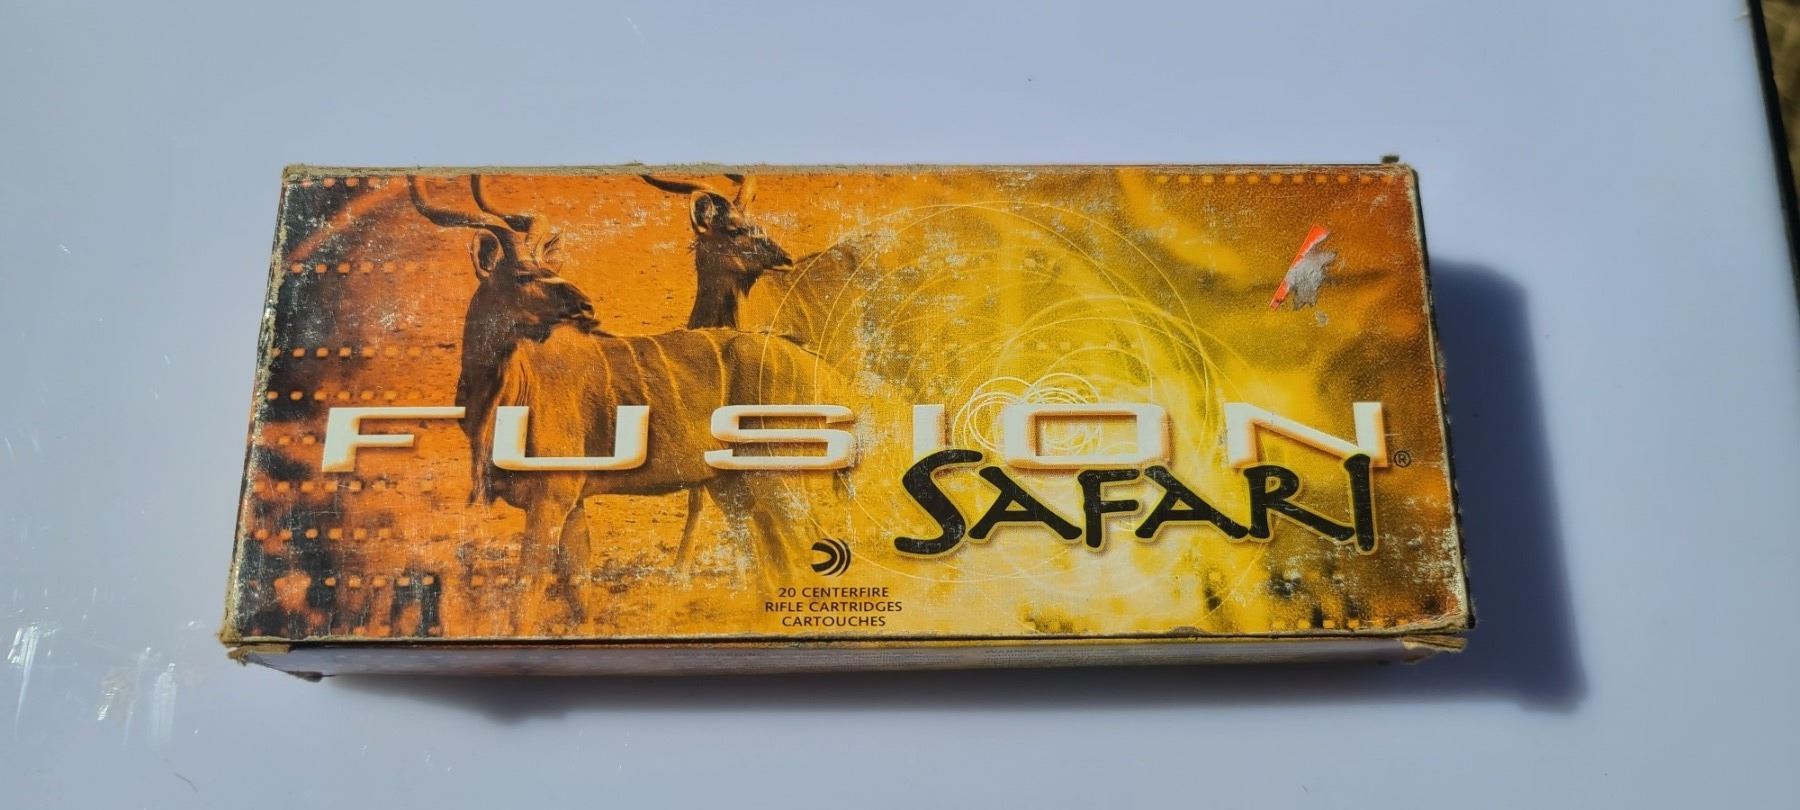 FUSION
SAFARI ®
20 CENTERFIRE
RIFLE CARTRIDGES
CARTOUCHES